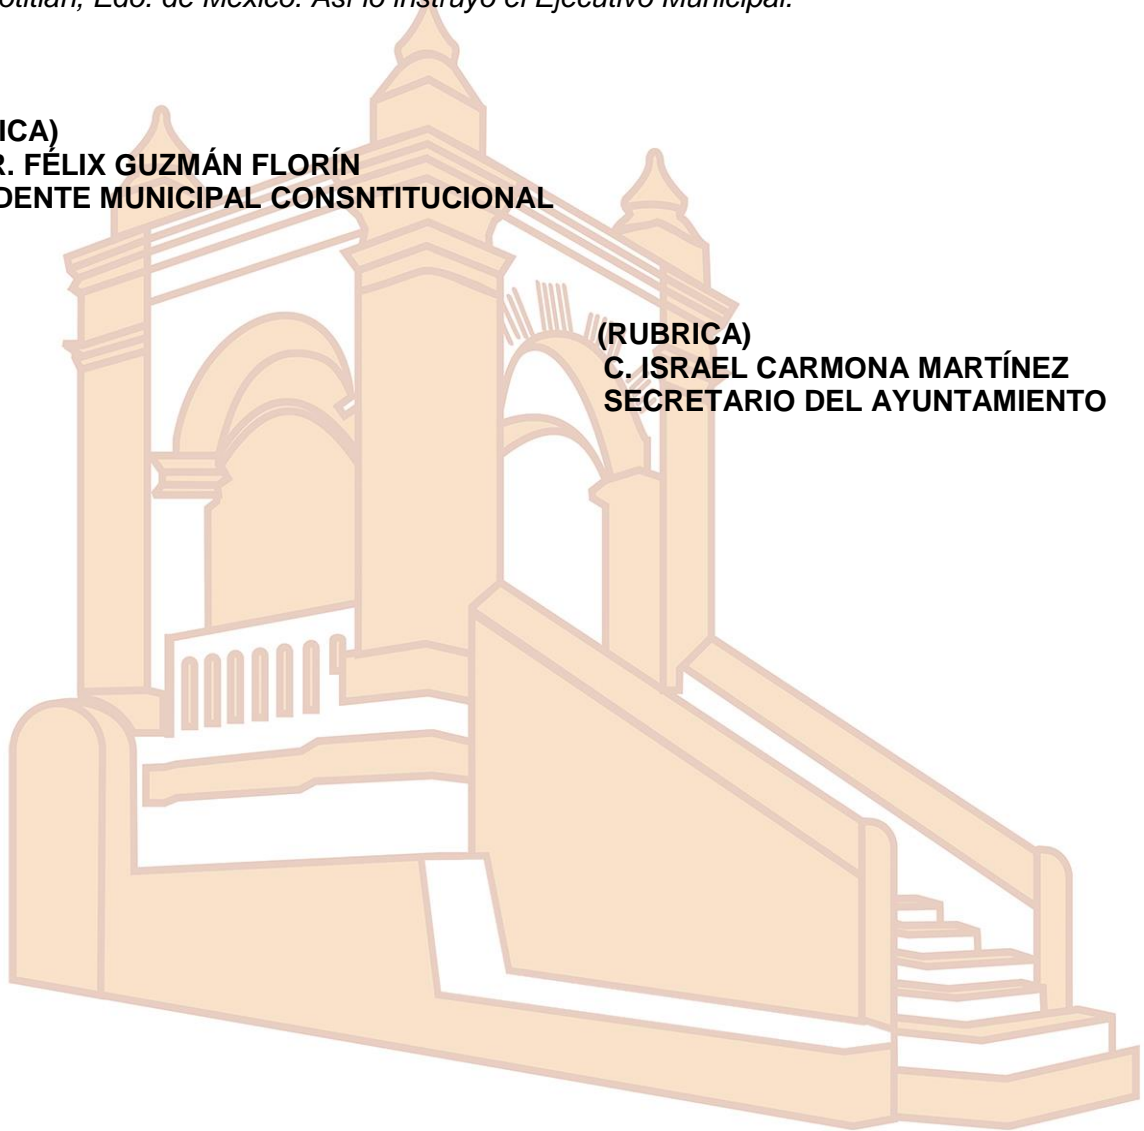 otitlán, Edo. de México. Así lo instruyó el Ejecutivo Municipal.
ICA)
R. FÉLIX GUZMÁN FLORÍN
DENTE MUNICIPAL CONSNTITUCIONAL
(RUBRICA)
C. ISRAEL CARMONA MARTÍNEZ
SECRETARIO DEL AYUNTAMIENTO